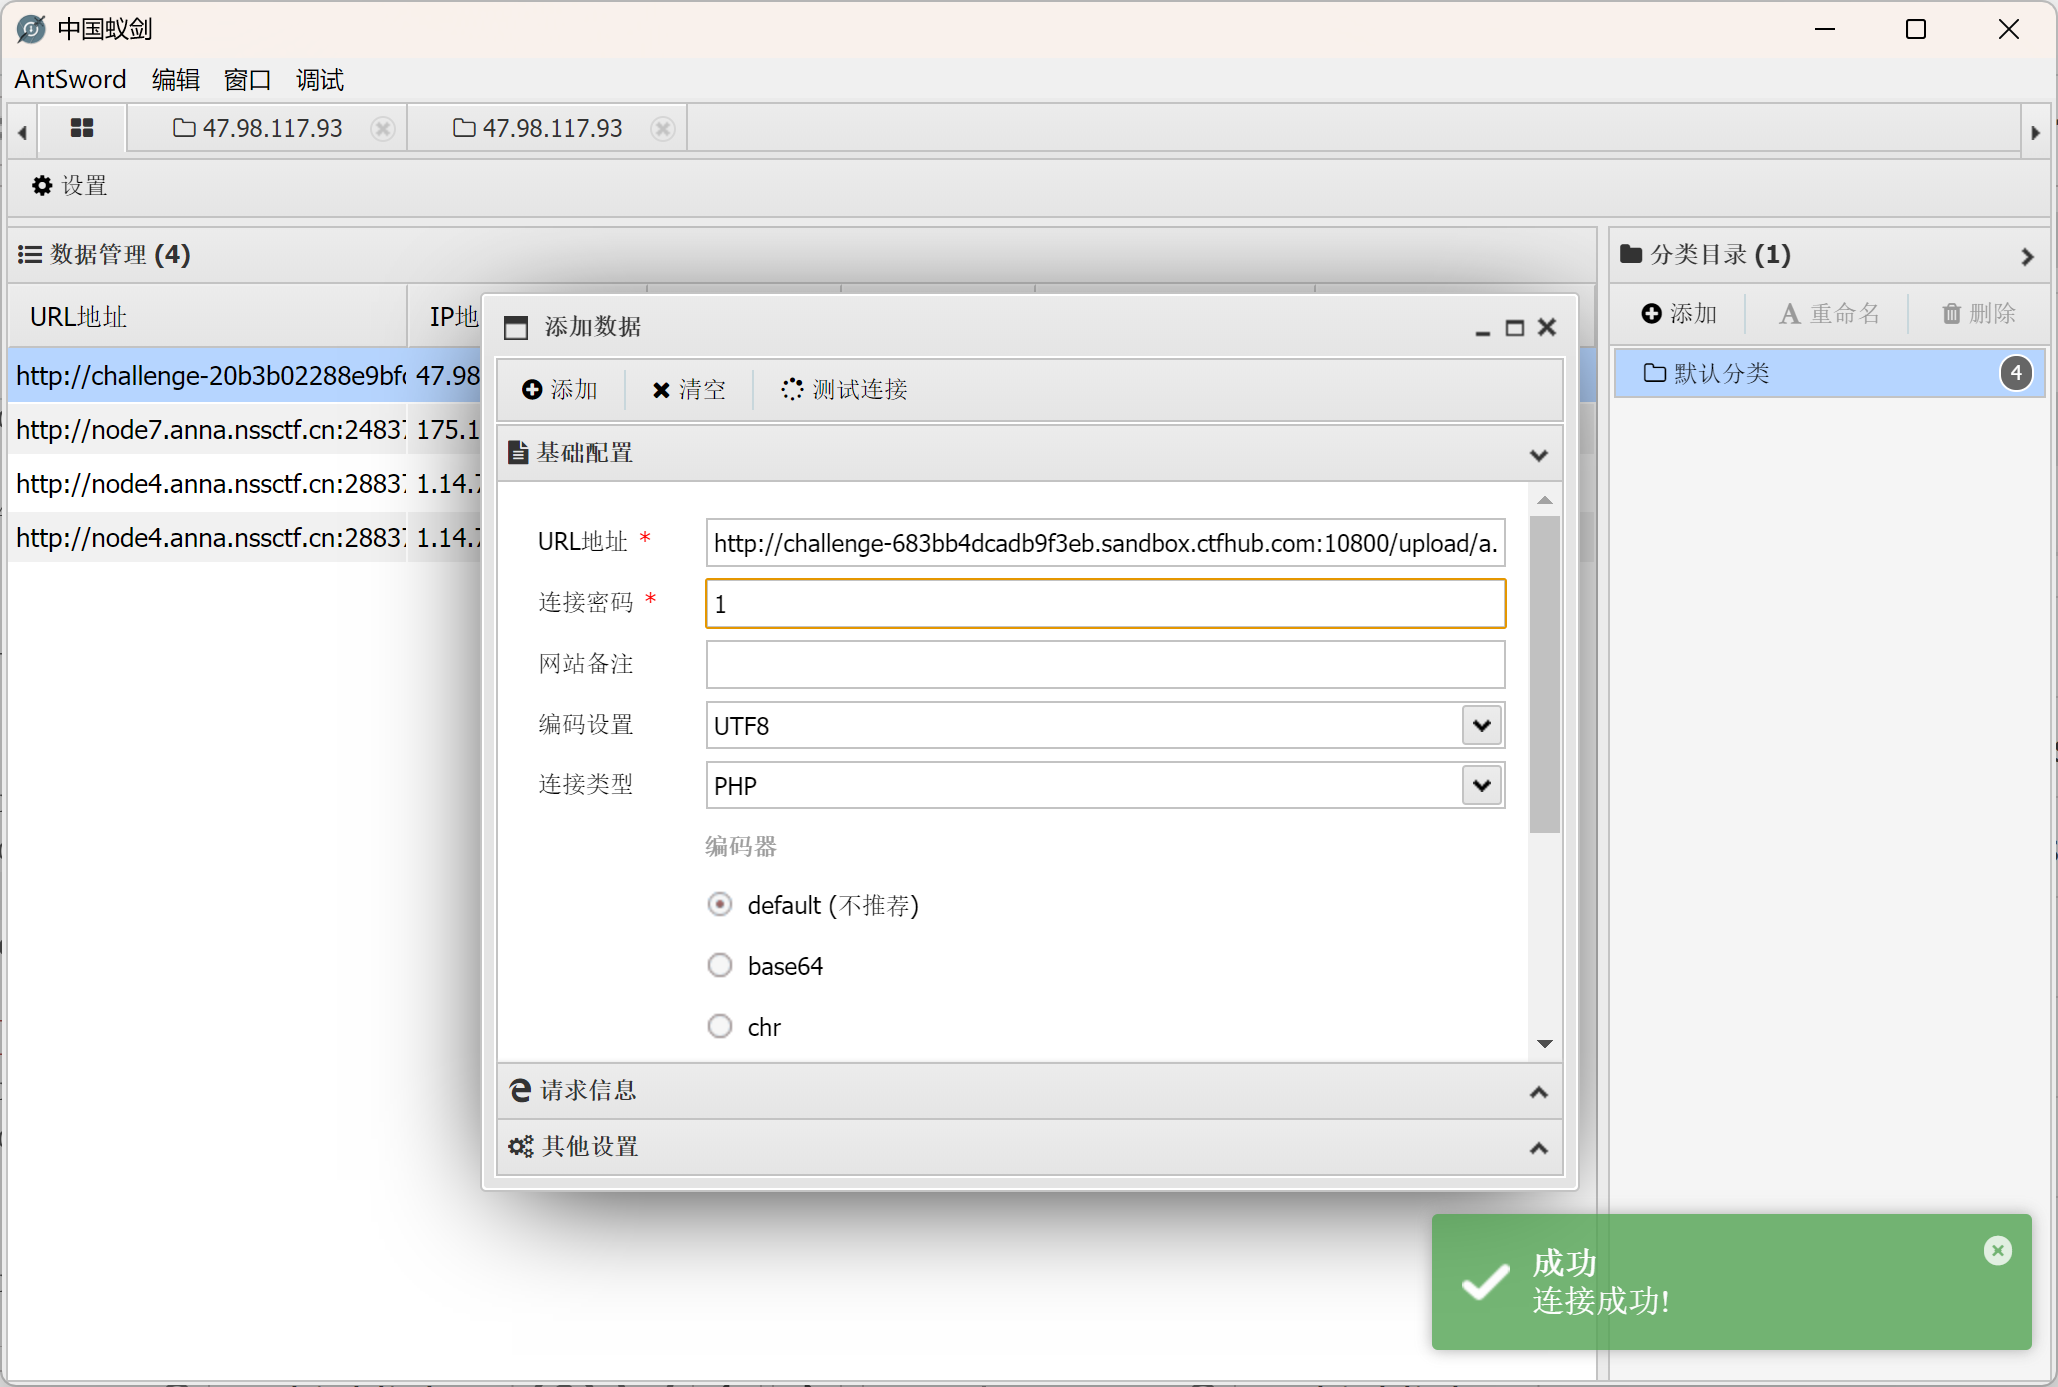 中国蚁剑
AntSword 编辑 窗口 调试
47.98.117.93 47.98.117.93
设置
数据管理 (4)
分类目录 (1)
URL地址 IP地
添加 重命名 删除
http://challenge-20b3b02288e9bf 47.98
http://node7.anna.nssctf.cn:2483 175.1
http://node4.anna.nssctf.cn:2883 1.14.
http://node4.anna.nssctf.cn:2883 1.14.
默认分类 4
添加数据
添加 清空 测试连接
基础配置
URL地址 * http://challenge-683bb4dcadb9f3eb.sandbox.ctfhub.com:10800/upload/a.
连接密码 * 1
网站备注
编码设置 UTF8
连接类型 PHP
编码器
default (不推荐)
base64
chr
请求信息
其他设置
成功
连接成功!